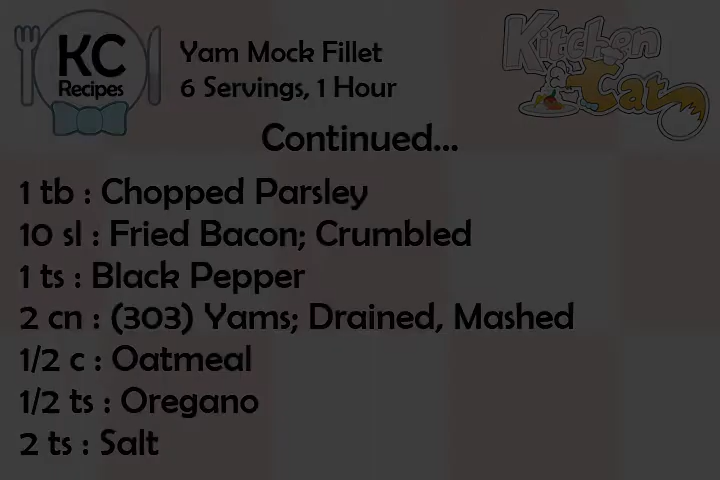 KC
Recipes
Yam Mock Fillet
6 Servings, 1 Hour
Kitchen
Cat
Continued...
1 tb : Chopped Parsley
10 sl : Fried Bacon; Crumbled
1 ts : Black Pepper
2 cn : (303) Yams; Drained, Mashed
1/2 c : Oatmeal
1/2 ts : Oregano
2 ts : Salt